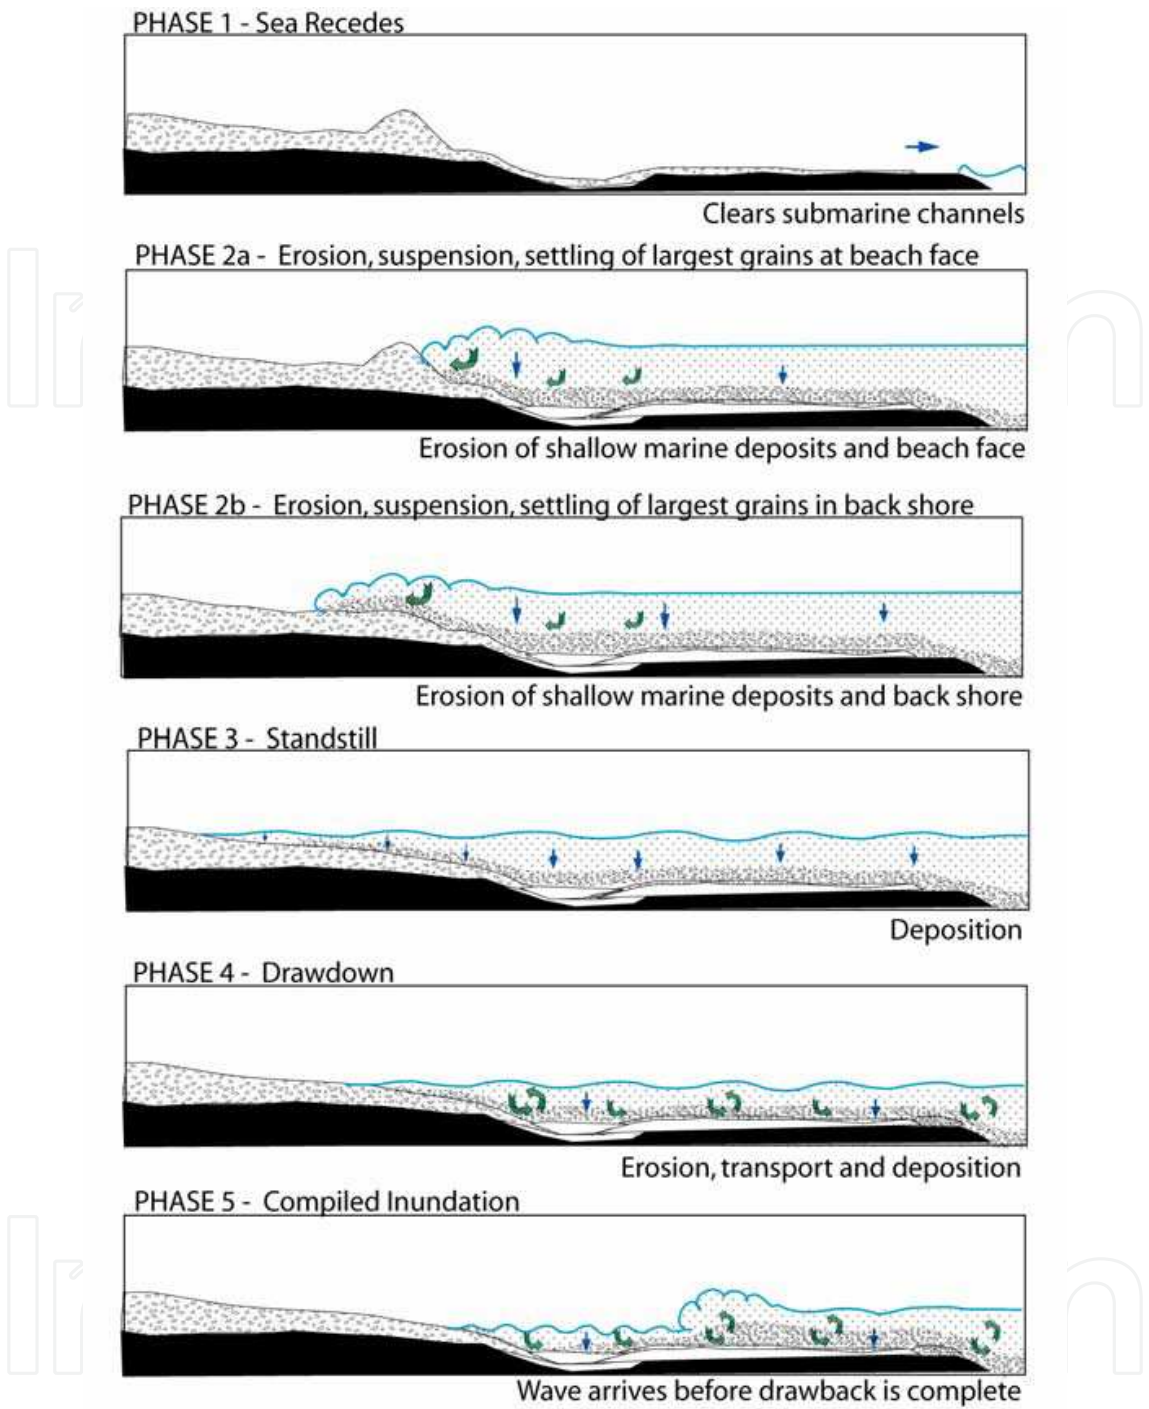 PHASE 1 - Sea Recedes
Clears submarine channels
PHASE 2a - Erosion, suspension, settling of largest grains at beach face
Erosion of shallow marine deposits and beach face
PHASE 2b - Erosion, suspension, settling of largest grains in back shore
Erosion of shallow marine deposits and back shore
PHASE 3 - Standstill
Deposition
PHASE 4 - Drawdown
Erosion, transport and deposition
PHASE 5 - Compiled Inundation
Wave arrives before drawback is complete